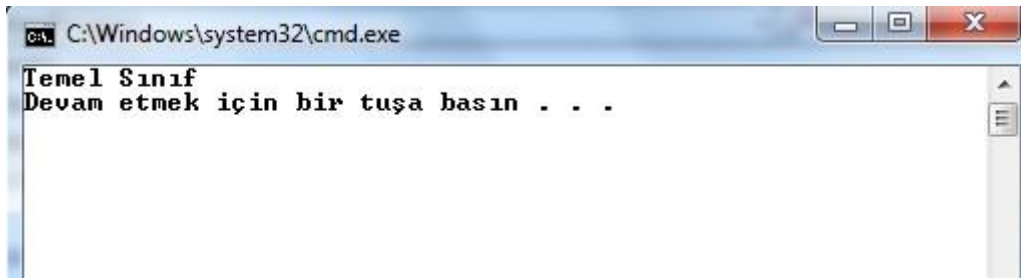 C:\Windows\system32\cmd.exe
Temel Sınıf
Devam etmek için bir tuşa basın . . .